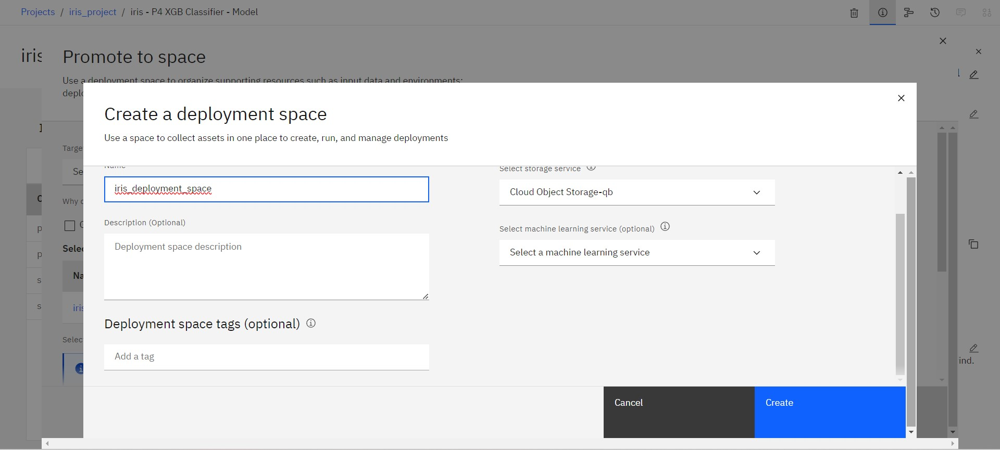 Projects / iris_project / iris - P4 XGB Classifier - Model
iris
Promote to space
Use a deployment space to organize supporting resources such as input data and environments;
Create a deployment space
Use a space to collect assets in one place to create, run, and manage deployments
Name
iris_deployment_space
Description (Optional)
Deployment space description
Deployment space tags (optional)
Add a tag
Select storage service
Cloud Object Storage-qb
Select machine learning service (optional)
Select a machine learning service
Cancel
Create
Targe
Se
Why
Selec
Na
iris
Selec
ind.